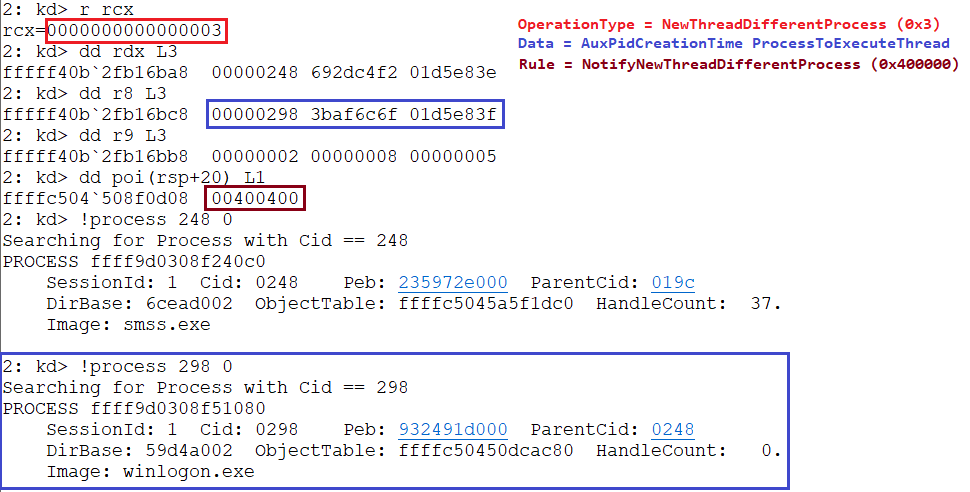 2: kd> r rcx
rcx=0000000000000003
OperationType = NewThreadDifferentProcess (0x3)
Data = AuxPidCreationTime ProcessToExecuteThread
Rule = NotifyNewThreadDifferentProcess (0x400000)
2: kd> dd rdx L3
fffff40b`2fb16ba8  00000248 692dc4f2 01d5e83e
2: kd> dd r8 L3
fffff40b`2fb16bc8  00000298 3baf6c6f 01d5e83f
2: kd> dd r9 L3
fffff40b`2fb16bb8  00000002 00000008 00000005
2: kd> dd poi(rsp+20) L1
ffffc504`508f0d08  00400400
2: kd> !process 248 0
Searching for Process with Cid == 248
PROCESS ffff9d0308f240c0
    SessionId: 1  Cid: 0248    Peb: 235972e000  ParentCid: 019c
    DirBase: 6cead002  ObjectTable: ffffc5045a5f1dc0  HandleCount:  37.
    Image: smss.exe
2: kd> !process 298 0
Searching for Process with Cid == 298
PROCESS ffff9d0308f51080
    SessionId: 1  Cid: 0298    Peb: 932491d000  ParentCid: 0248
    DirBase: 59d4a002  ObjectTable: ffffc50450dcac80  HandleCount:   0.
    Image: winlogon.exe